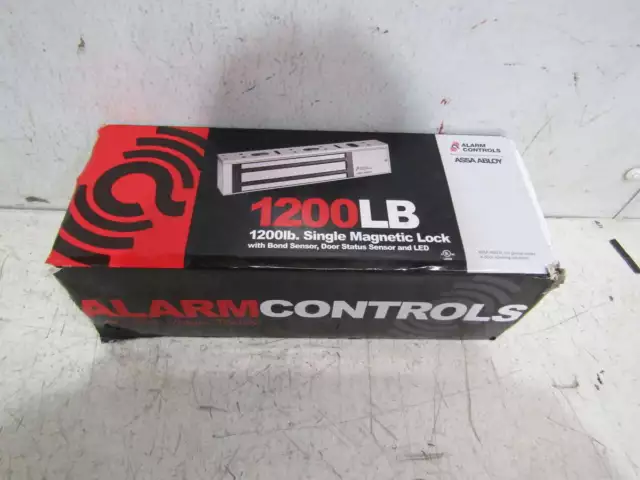 ALARM
CONTROLS
ASSA ABLOY
1200LB
1200lb. Single Magnetic Lock
with Bond Sensor, Door Status Sensor and LED
ALARMCONTROLS